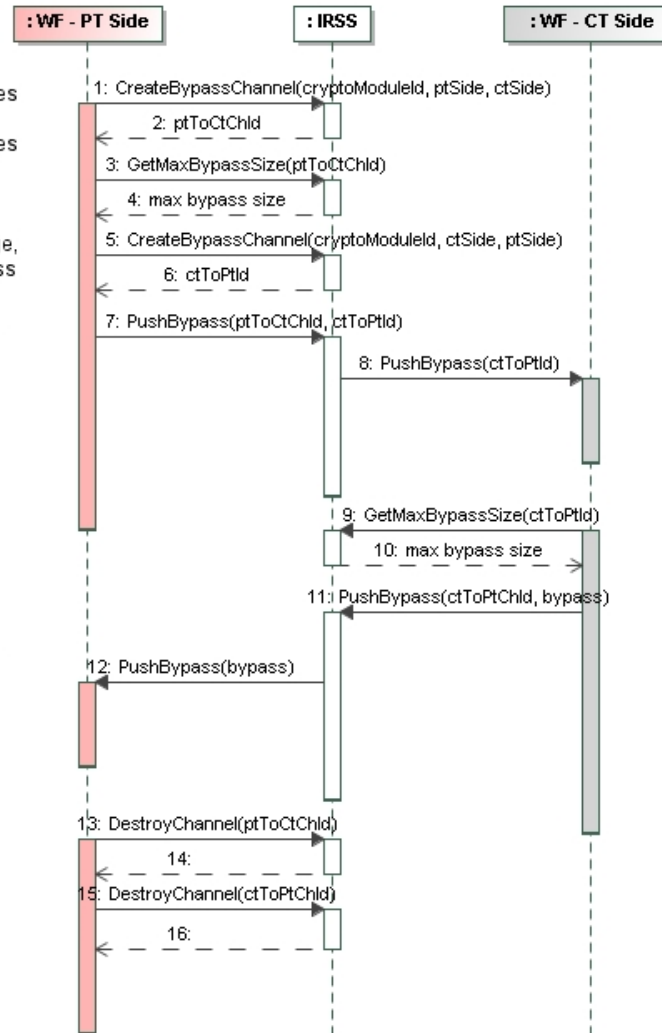 : WF - PT Side
: IRSS
: WF - CT Side
es
es
e,
ss
1: CreateBypassChannel(cryptoModuleId, ptSide, ctSide)
2: ptToCtChId
3: GetMaxBypassSize(ptToCtChId)
4: max bypass size
5: CreateBypassChannel(cryptoModuleId, ctSide, ptSide)
6: ctToPtId
7: PushBypass(ptToCtChId, ctToPtId)
8: PushBypass(ctToPtId)
9: GetMaxBypassSize(ctToPtId)
10: max bypass size
11: PushBypass(ctToPtChId, bypass)
12: PushBypass(bypass)
13: DestroyChannel(ptToCtChId)
14:
15: DestroyChannel(ctToPtChId)
16: